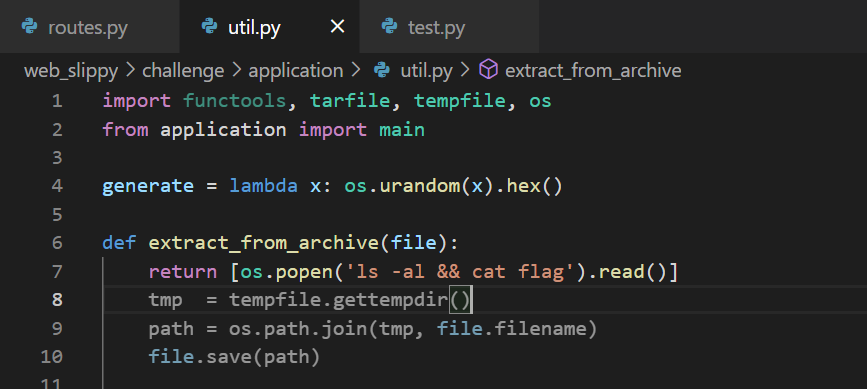 routes.py util.py × test.py
web_slippy > challenge > application > util.py > extract_from_archive
1 import functools, tarfile, tempfile, os
2 from application import main
3
4 generate = lambda x: os.urandom(x).hex()
5
6 def extract_from_archive(file):
7     return [os.popen('ls -al && cat flag').read()]
8     tmp  = tempfile.gettempdir()
9     path = os.path.join(tmp, file.filename)
10     file.save(path)
11